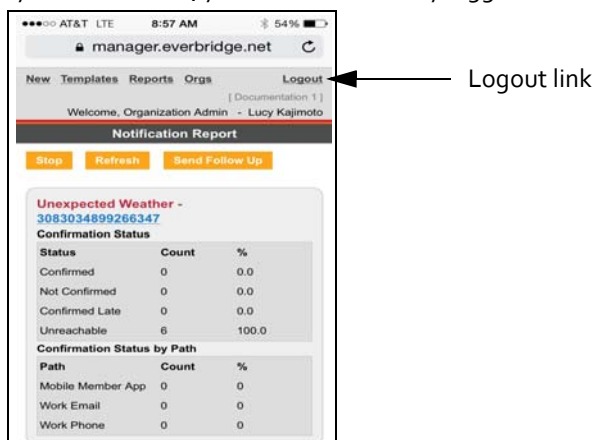 AT&T LTE 8:57 AM 54%
manager.everbridge.net
New Templates Reports Orgs Logout
Logout link
[ Documentation 1 ]
Welcome, Organization Admin - Lucy Kajimoto
Notification Report
Stop Refresh Send Follow Up
Unexpected Weather -
3083034899266347
Confirmation Status
Status Count %
Confirmed 0 0.0
Not Confirmed 0 0.0
Confirmed Late 0 0.0
Unreachable 6 100.0
Confirmation Status by Path
Path Count %
Mobile Member App 0 0
Work Email 0 0
Work Phone 0 0